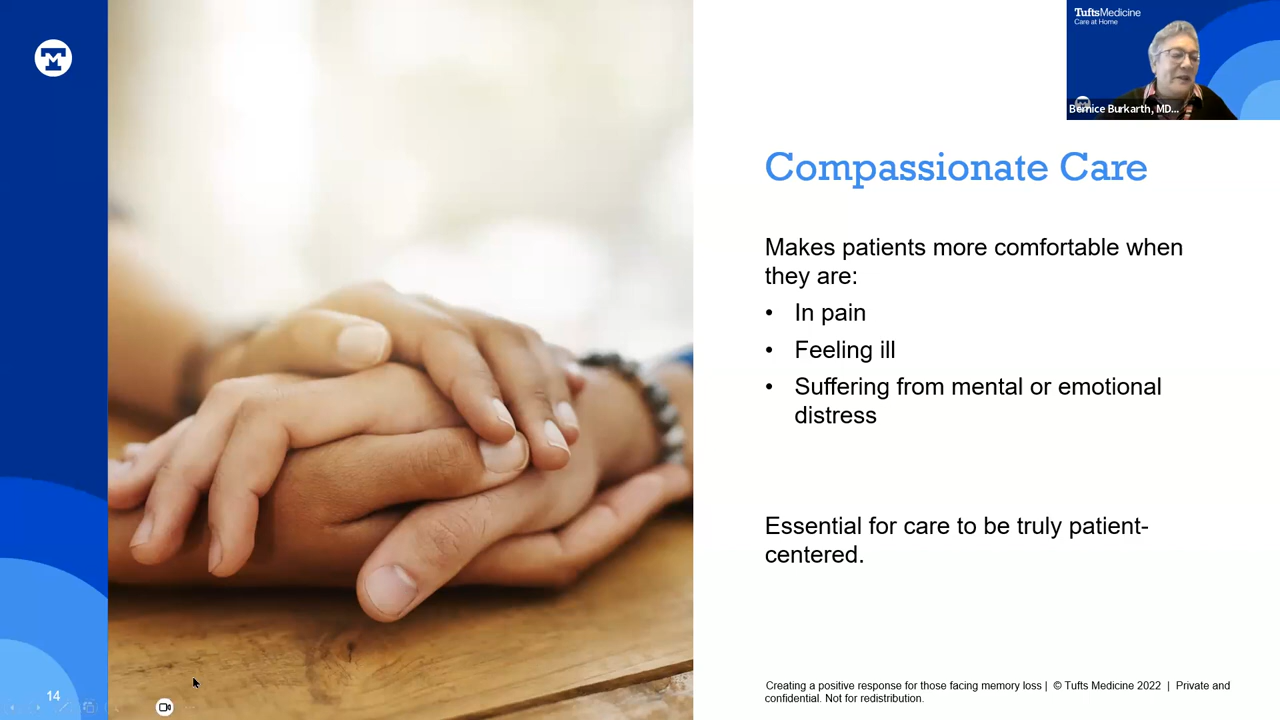 TuftsMedicine
Care at Home
Bernice Burkarth, MD...
Compassionate Care
Makes patients more comfortable when
they are:
• In pain
• Feeling ill
• Suffering from mental or emotional
distress
Essential for care to be truly patient-
centered.
Creating a positive response for those facing memory loss | © Tufts Medicine 2022 | Private and
confidential. Not for redistribution.
14